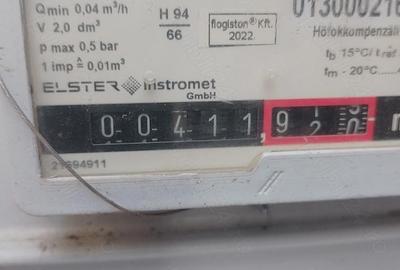 Qmin 0,04 m³/h
V 2,0 dm³
p max 0,5 bar
1 imp ≙ 0,01m³
H 94
66
flogiston® Kft.
2022
013000216
Hőfokkompenzál
tb 15°C/t
tm - 20°C
ELSTER Instromet
GmbH
00411,92
21694911